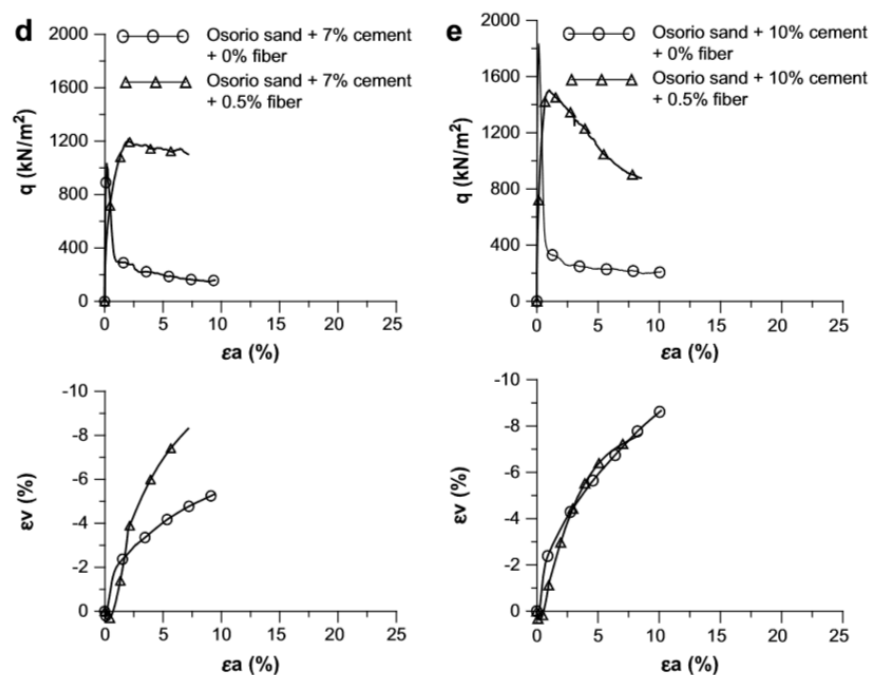 d
Osorio sand + 7% cement
+ 0% fiber
Osorio sand + 7% cement
+ 0.5% fiber
2000
1600
1200
800
400
0
q (kN/m²)
0 5 10 15 20 25
εa (%)
e
Osorio sand + 10% cement
+ 0% fiber
Osorio sand + 10% cement
+ 0.5% fiber
2000
1600
1200
800
400
0
q (kN/m²)
0 5 10 15 20 25
εa (%)
-10
-8
-6
-4
-2
0
εv (%)
0 5 10 15 20 25
εa (%)
-10
-8
-6
-4
-2
0
εv (%)
0 5 10 15 20 25
εa (%)